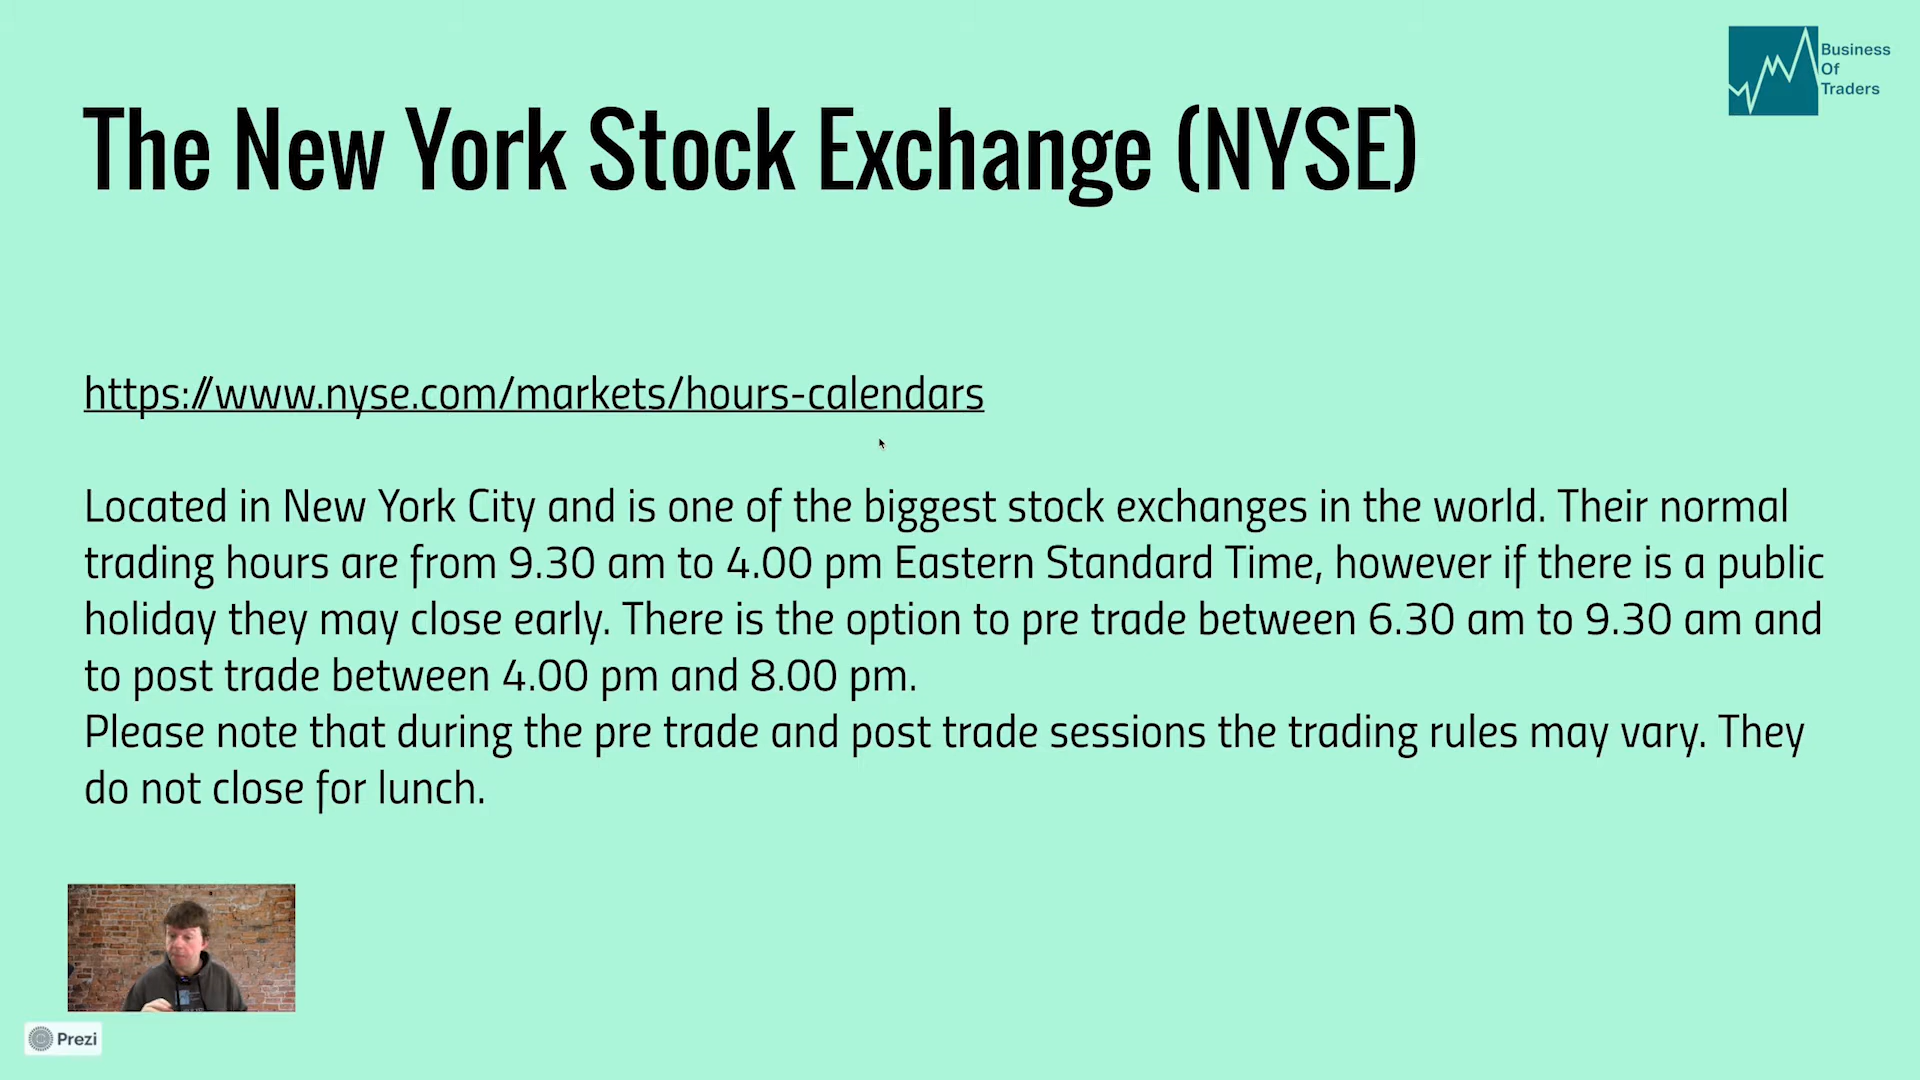 Business
Of
Traders
The New York Stock Exchange (NYSE)
https://www.nyse.com/markets/hours-calendars
Located in New York City and is one of the biggest stock exchanges in the world. Their normal
trading hours are from 9.30 am to 4.00 pm Eastern Standard Time, however if there is a public
holiday they may close early. There is the option to pre trade between 6.30 am to 9.30 am and
to post trade between 4.00 pm and 8.00 pm.
Please note that during the pre trade and post trade sessions the trading rules may vary. They
do not close for lunch.
Prezi